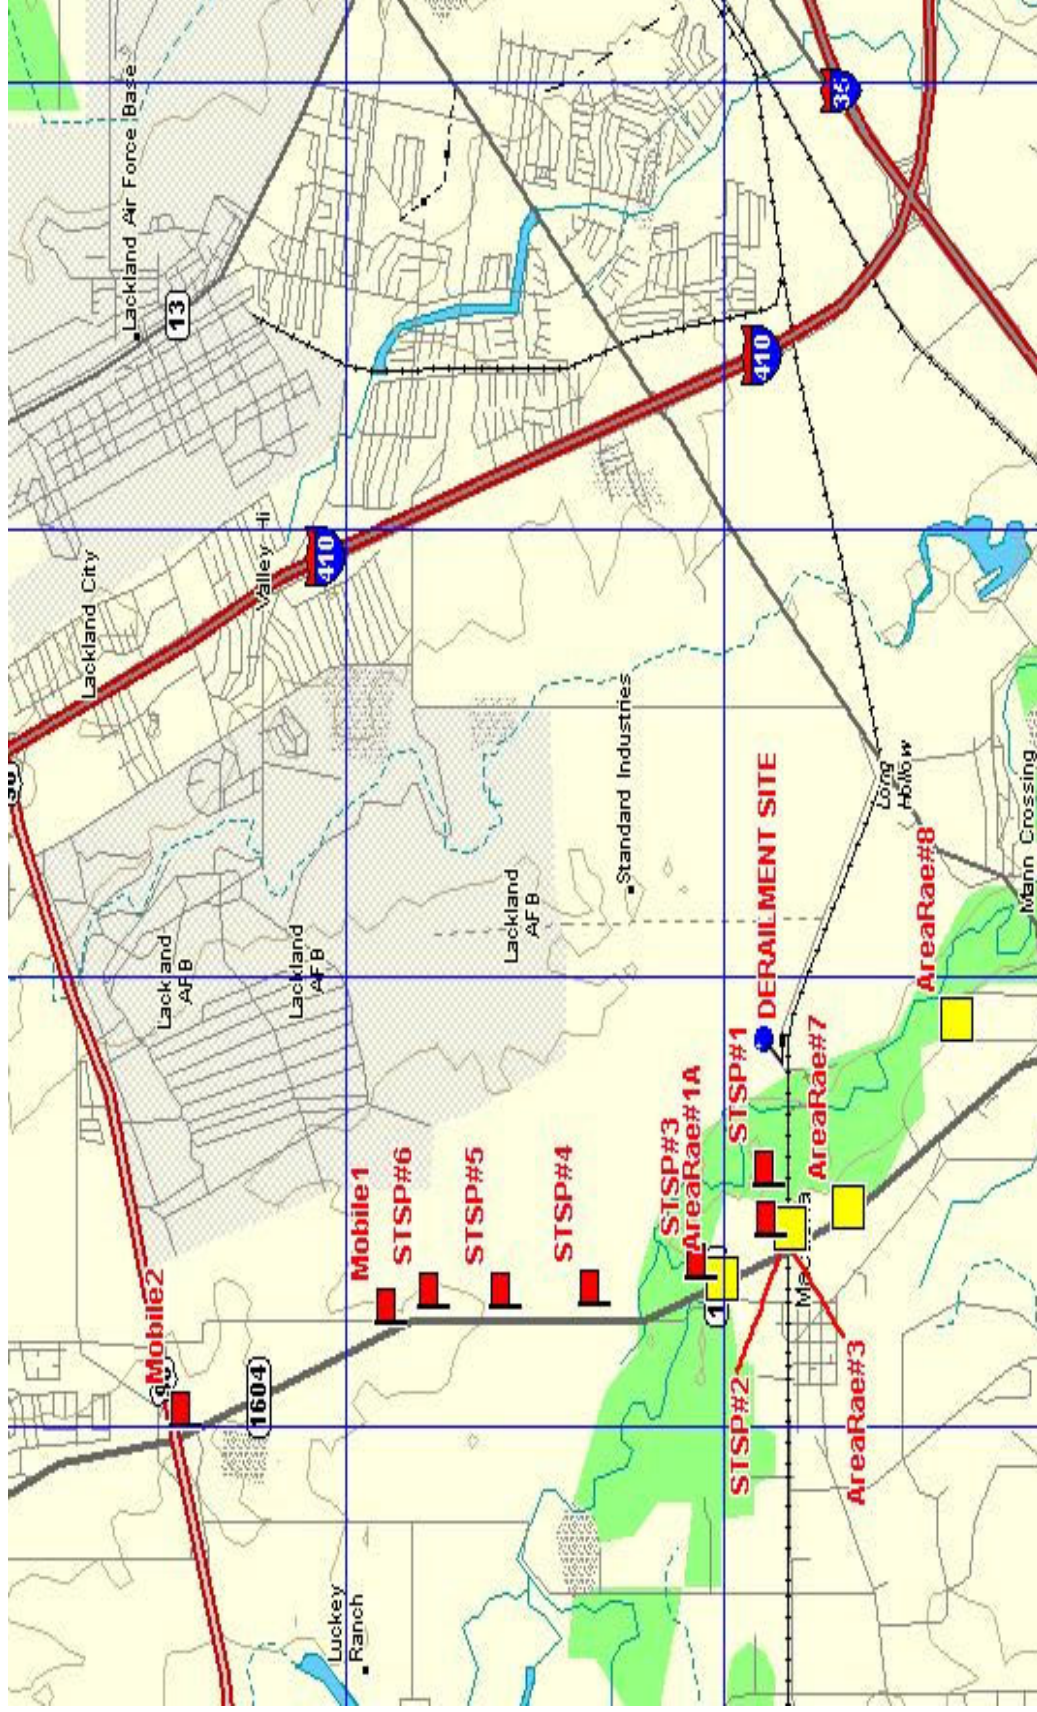 Lackland Air Force Base
13
35
410
410
Lackland City
Valley Hi
90
Lackland
AFB
Lackland
AFB
Lackland
AFB
Standard Industries
DERAILMENT SITE
Long
Hollow
Mann Crossing
AreaRae#8
STSP#1
AreaRae#7
STSP#3
AreaRae#1A
STSP#4
STSP#5
STSP#6
Mobile1
Mobile2
1604
STSP#2
AreaRae#3
Luckey
Ranch